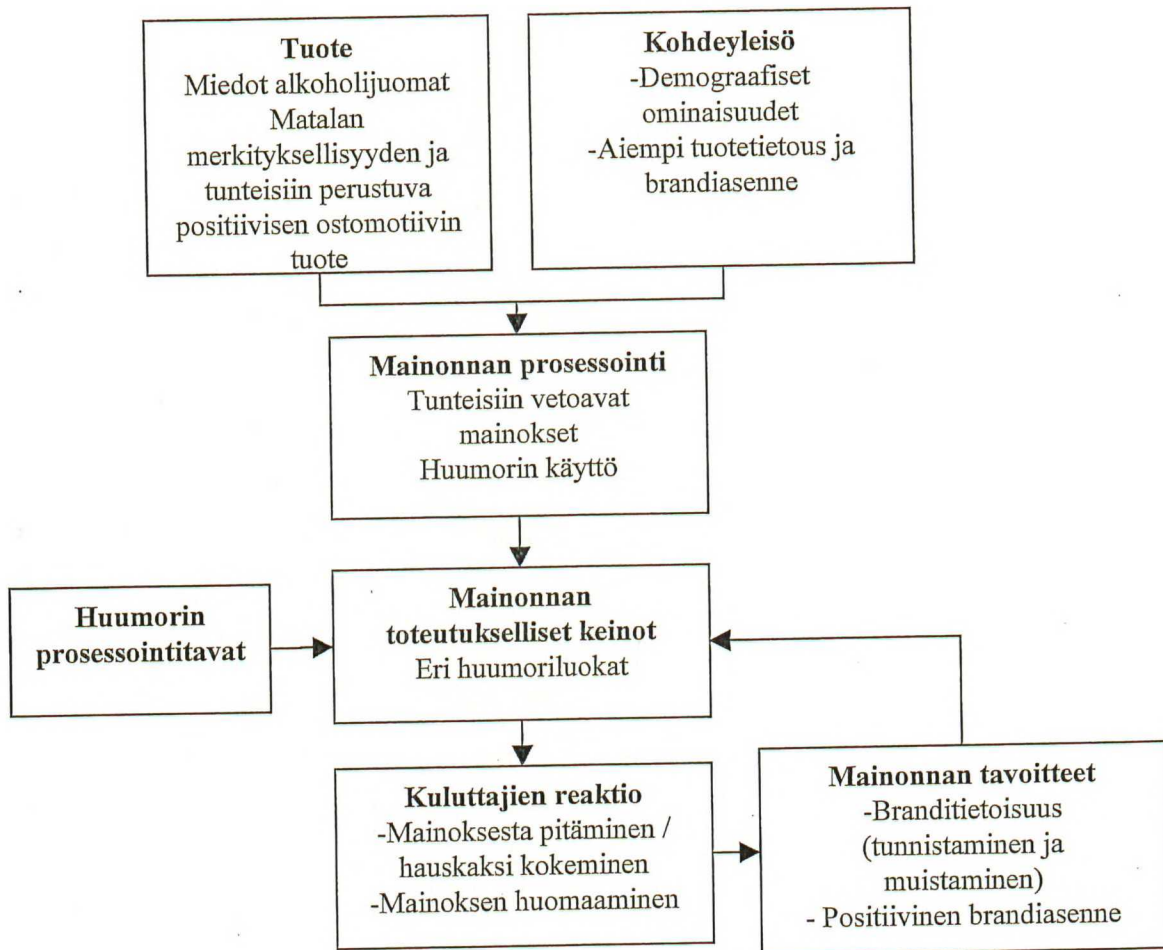 Tuote
Miedot alkoholijuomat
Matalan
merkityksellisyyden ja
tunteisiin perustuva
positiivisen ostomotiivin
tuote
Kohdeyleisö
-Demograafiset
ominaisuudet
-Aiempi tuotetietous ja
brandiasenne
Mainonnan prosessointi
Tunteisiin vetoavat
mainokset
Huumorin käyttö
Huumorin
prosessointitavat
Mainonnan
toteutukselliset keinot
Eri huumoriluokat
Kuluttajien reaktio
-Mainoksesta pitäminen /
hauskaksi kokeminen
-Mainoksen huomaaminen
Mainonnan tavoitteet
-Branditietoisuus
(tunnistaminen ja
muistaminen)
- Positiivinen brandiasenne